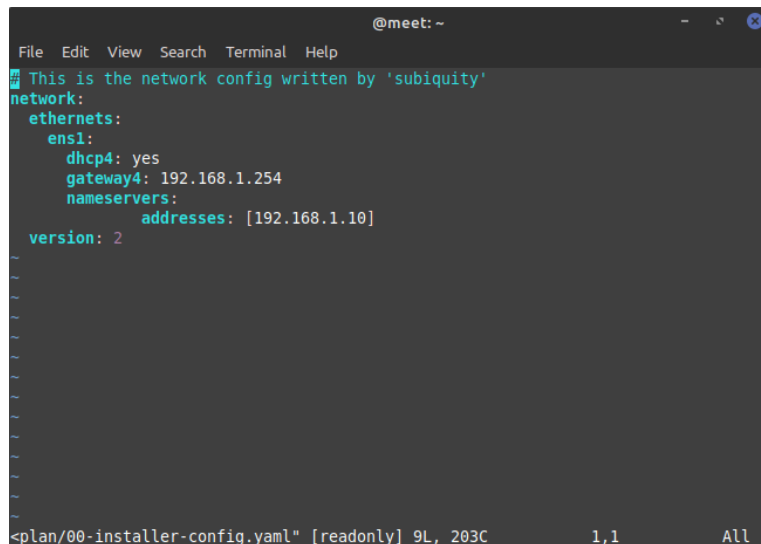 @meet: ~
File Edit View Search Terminal Help
# This is the network config written by 'subiquity'
network:
  ethernets:
    ens1:
      dhcp4: yes
      gateway4: 192.168.1.254
      nameservers:
              addresses: [192.168.1.10]
  version: 2
~
~
~
~
~
~
~
~
~
~
~
~
~
~
<plan/00-installer-config.yaml" [readonly] 9L, 203C 1,1 All